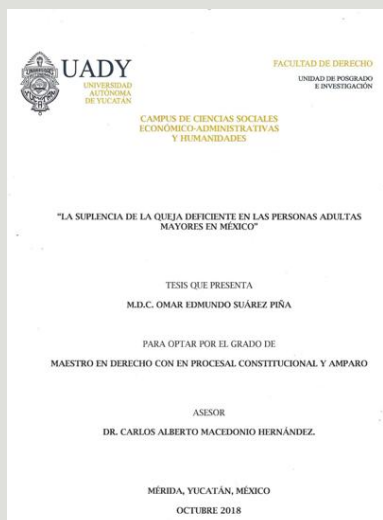 UADY
UNIVERSIDAD
AUTÓNOMA
DE YUCATÁN
FACULTAD DE DERECHO
UNIDAD DE POSGRADO
E INVESTIGACIÓN
CAMPUS DE CIENCIAS SOCIALES
ECONÓMICO-ADMINISTRATIVAS
Y HUMANIDADES
"LA SUPLENCIA DE LA QUEJA DEFICIENTE EN LAS PERSONAS ADULTAS
MAYORES EN MÉXICO"
TESIS QUE PRESENTA
M.D.C. OMAR EDMUNDO SUÁREZ PIÑA
PARA OPTAR POR EL GRADO DE
MAESTRO EN DERECHO CON EN PROCESAL CONSTITUCIONAL Y AMPARO
ASESOR
DR. CARLOS ALBERTO MACEDONIO HERNÁNDEZ.
MÉRIDA, YUCATÁN, MÉXICO
OCTUBRE 2018